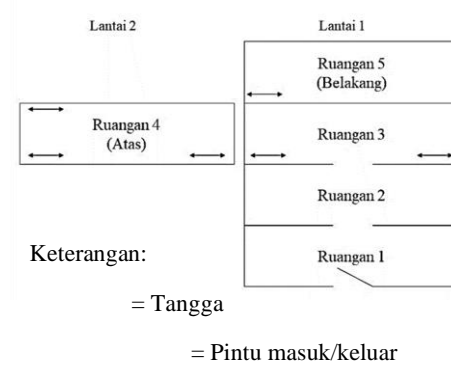 Lantai 2
Lantai 1
Ruangan 5
(Belakang)
Ruangan 4
(Atas)
Ruangan 3
Ruangan 2
Ruangan 1
Keterangan:
= Tangga
= Pintu masuk/keluar